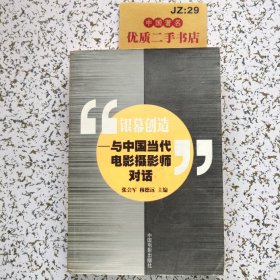 JZ:29
中国著名
优质二手书店
银幕创造
——与中国当代
电影摄影师
对话
张会军 穆德远 主编
中国电影出版社